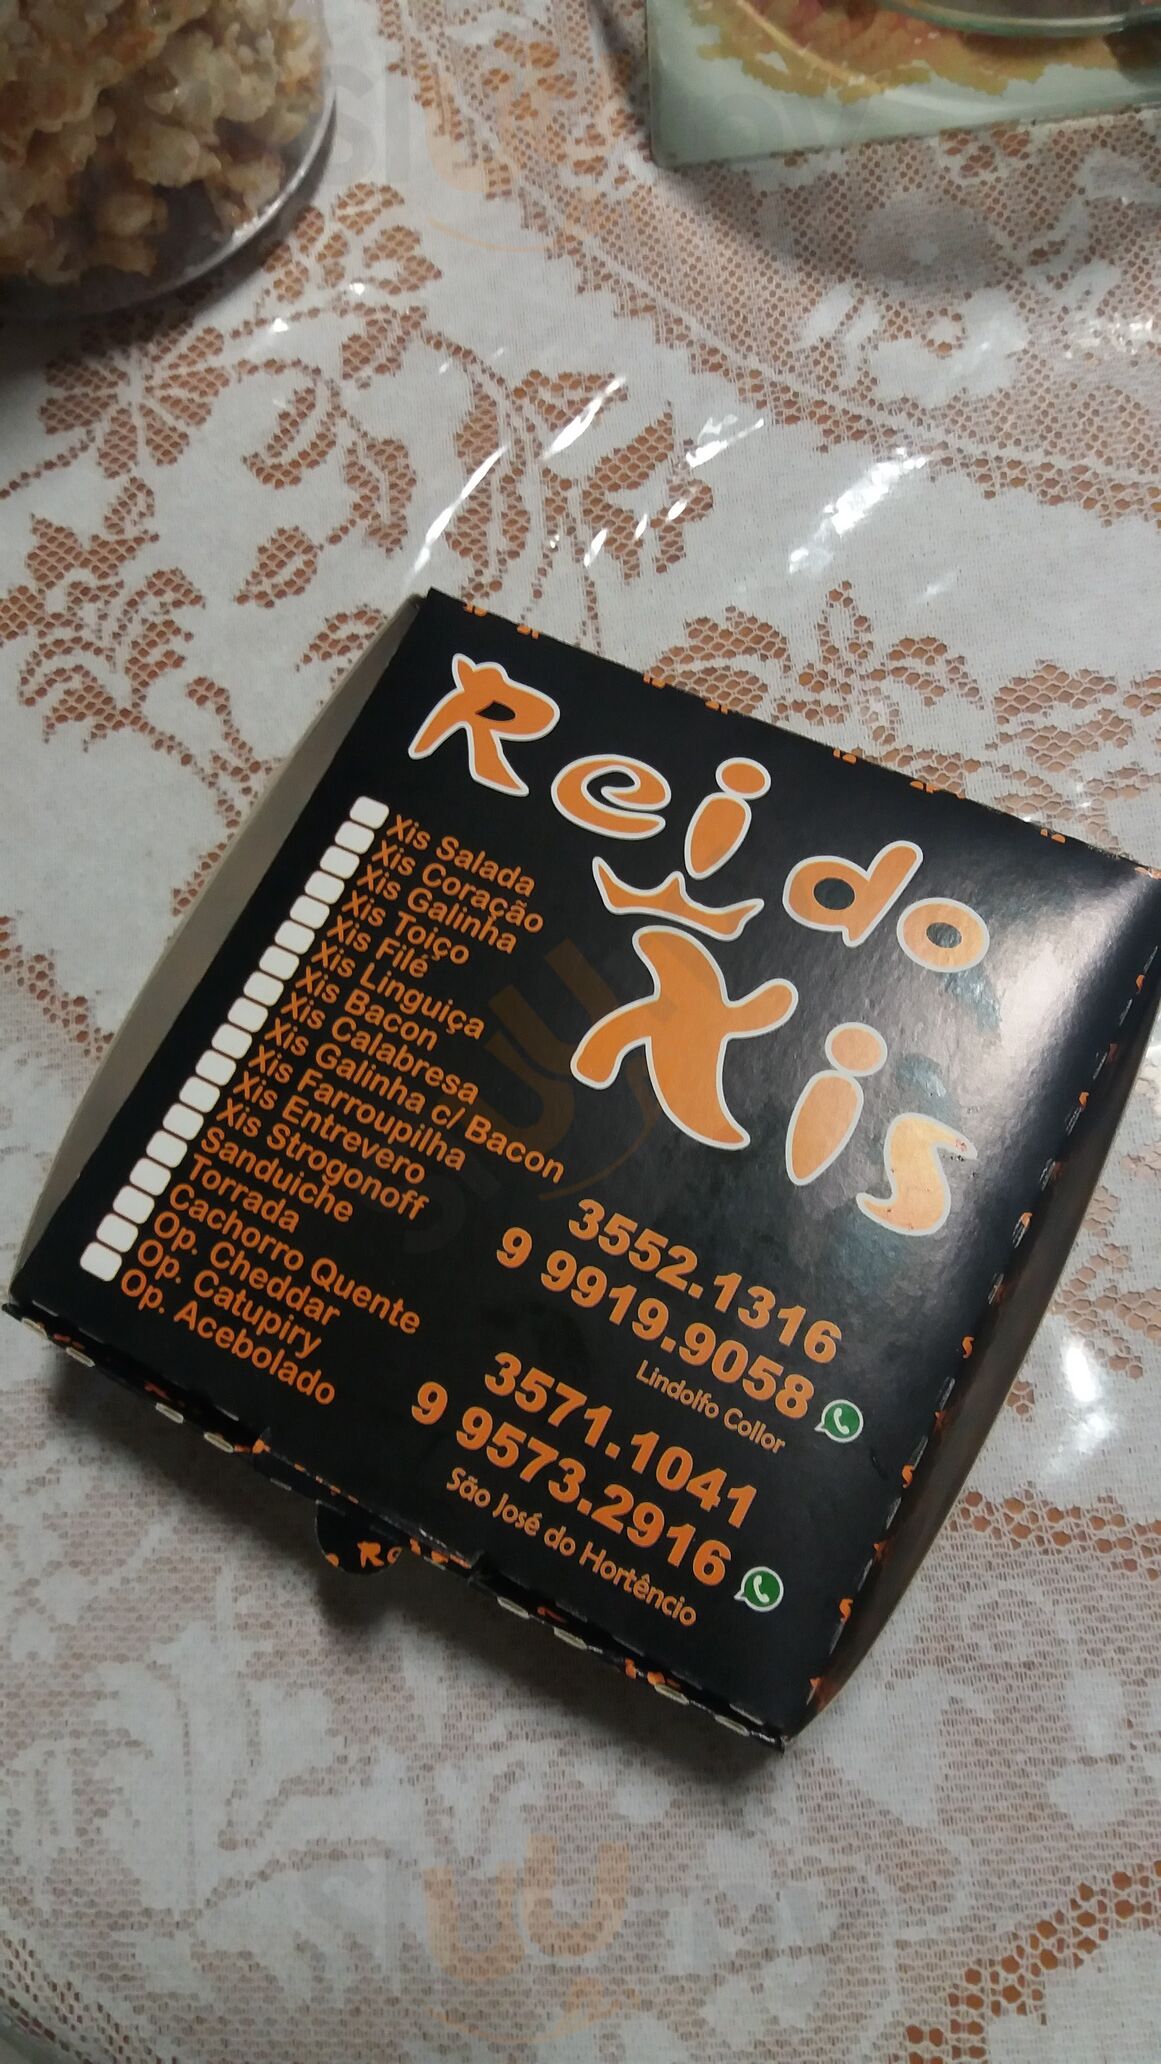 Rei do
Xis
Xis Salada
Xis Coração
Xis Galinha
Xis Toiço
Xis Filé
Xis Linguiça
Xis Bacon
Xis Calabresa
Xis Galinha c/ Bacon
Xis Farroupilha
Xis Entrevero
Xis Strogonoff
Sanduiche
Torrada
Cachorro Quente
Op. Cheddar
Op. Catupiry
Op. Acebolado
3552.1316
9 9919.9058
Lindolfo Collor
3571.1041
9 9573.2916
São José do Hortêncio